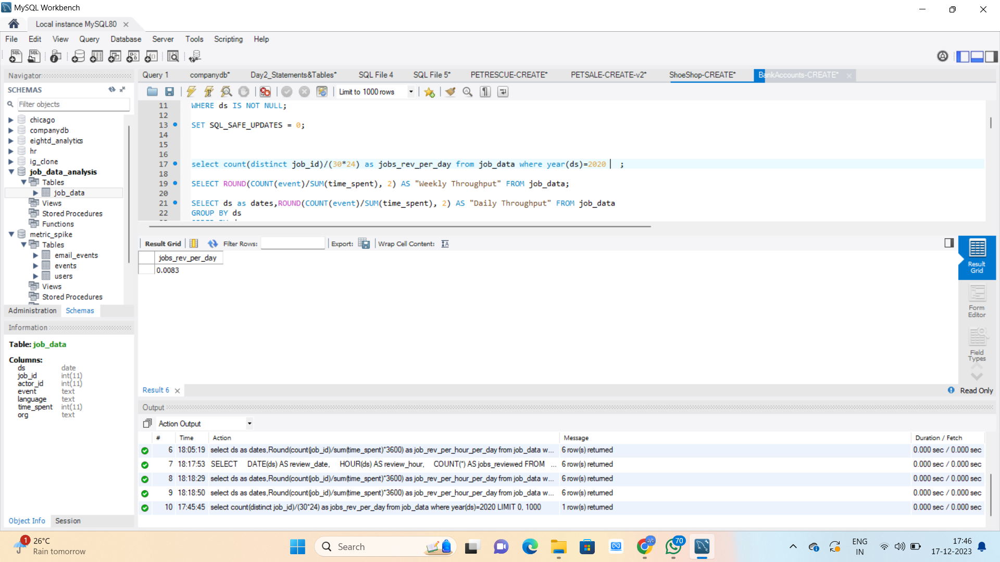 MySQL Workbench
Local instance MySQL80
File Edit View Query Database Server Tools Scripting Help
Navigator
SCHEMAS
Filter objects
chicago
companydb
eightd_analytics
hr
ig_clone
job_data_analysis
Tables
job_data
Views
Stored Procedures
Functions
metric_spike
Tables
email_events
events
users
Views
Stored Procedures
Administration Schemas
Information
Table: job_data
Columns:
ds date
job_id int(11)
actor_id int(11)
event text
language text
time_spent int(11)
org text
Object Info Session
Query 1 companydb* Day2_Statements&Tables* SQL File 4 SQL File 5* PETRESCUE-CREATE* PETSALE-CREATE-v2* ShoeShop-CREATE* BankAccounts-CREATE*
Limit to 1000 rows
11 WHERE ds IS NOT NULL;
12
13 SET SQL_SAFE_UPDATES = 0;
14
15
16
17 select count(distinct job_id)/(30*24) as jobs_rev_per_day from job_data where year(ds)=2020 ;
18
19 SELECT ROUND(COUNT(event)/SUM(time_spent), 2) AS "Weekly Throughput" FROM job_data;
20
21 SELECT ds as dates,ROUND(COUNT(event)/SUM(time_spent), 2) AS "Daily Throughput" FROM job_data
22 GROUP BY ds
Result Grid Filter Rows: Export: Wrap Cell Content:
jobs_rev_per_day
0.0083
Result Grid
Form Editor
Field Types
Result 6
Read Only
Output
Action Output
# Time Action Message Duration / Fetch
6 18:05:19 select ds as dates,Round(count(job_id)/sum(time_spent)*3600) as job_rev_per_hour_per_day from job_data w... 6 row(s) returned 0.000 sec / 0.000 sec
7 18:17:53 SELECT DATE(ds) AS review_date, HOUR(ds) AS review_hour, COUNT(*) AS jobs_reviewed FROM ... 6 row(s) returned 0.000 sec / 0.000 sec
8 18:18:29 select ds as dates,Round(count(job_id)/sum(time_spent)*3600) as job_rev_per_hour_per_day from job_data w... 6 row(s) returned 0.000 sec / 0.000 sec
9 18:18:50 select ds as dates,Round(count(job_id)/sum(time_spent)*3600) as job_rev_per_hour_per_day from job_data w... 6 row(s) returned 0.000 sec / 0.000 sec
10 17:45:45 select count(distinct job_id)/(30*24) as jobs_rev_per_day from job_data where year(ds)=2020 LIMIT 0, 1000 1 row(s) returned 0.000 sec / 0.000 sec
1
26°C
Rain tomorrow
Search
70
ENG
IN
17:46
17-12-2023